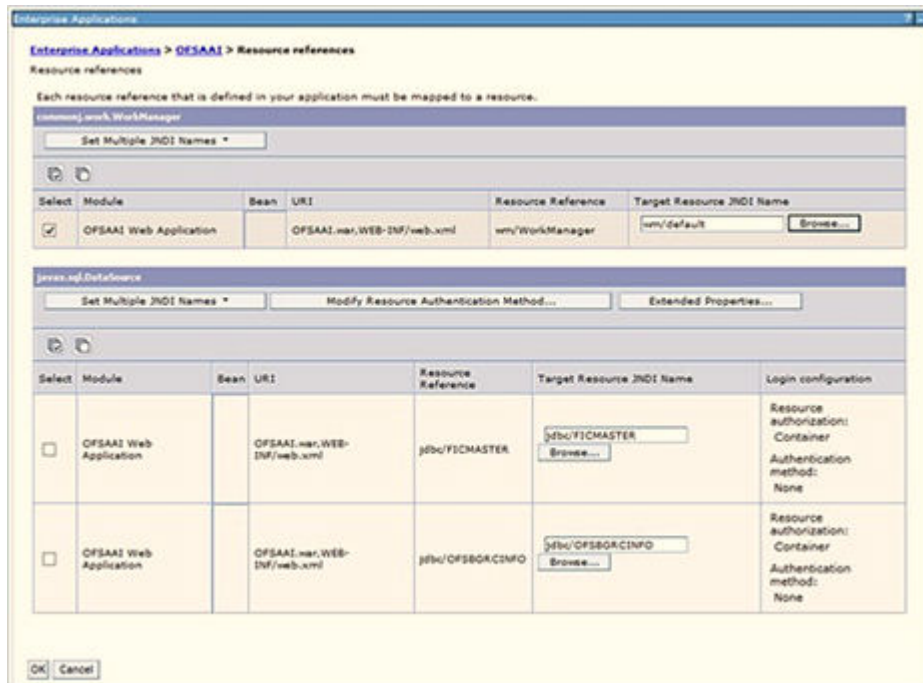 Enterprise Applications
?
Enterprise Applications > OFSAAI > Resource references
Resource references
Each resource reference that is defined in your application must be mapped to a resource.
commonj.work.WorkManager
Set Multiple JNDI Names
Select Module Bean URI Resource Reference Target Resource JNDI Name
OFSAAI Web Application OFSAAI.war,WEB-INF/web.xml wm/WorkManager wm/default Browse...
javax.sql.DataSource
Set Multiple JNDI Names Modify Resource Authentication Method... Extended Properties...
Select Module Bean URI Resource Reference Target Resource JNDI Name Login configuration
OFSAAI Web Application
OFSAAI.war,WEB-
INF/web.xml
jdbc/FICMASTER
jdbc/FICMASTER
Browse...
Resource
authorization:
Container
Authentication
method:
None
OFSAAI Web
Application
OFSAAI.war,WEB-
INF/web.xml
jdbc/OFSBGRCINFO
jdbc/OFSBGRCINFO
Browse...
Resource
authorization:
Container
Authentication
method:
None
OK Cancel